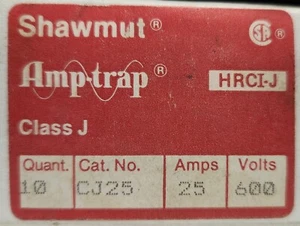 Shawmut®
Amp-trap® HRCI-J
Class J
Quant. Cat. No. Amps Volts
10 CJ25 25 600